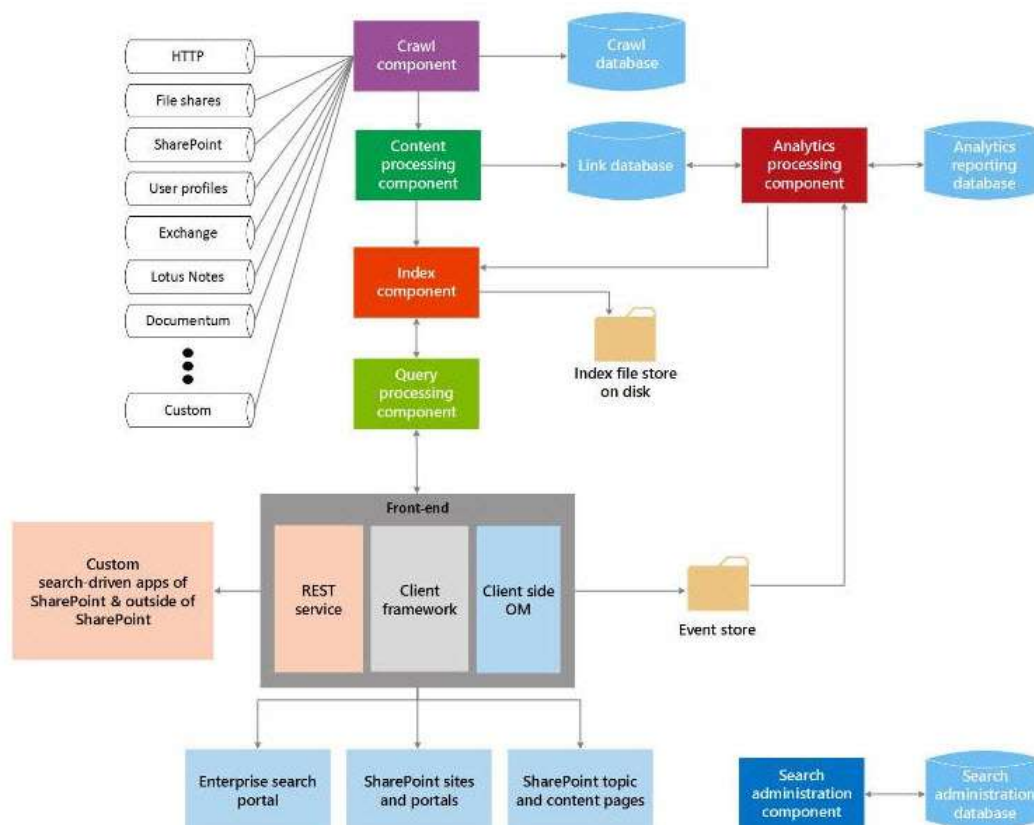 HTTP
File shares
SharePoint
User profiles
Exchange
Lotus Notes
Documentum
Custom
Crawl
component
Crawl
database
Content
processing
component
Link database
Analytics
processing
component
Analytics
reporting
database
Index
component
Index file store
on disk
Query
processing
component
Front-end
REST
service
Client
framework
Client side
OM
Custom
search-driven apps of
SharePoint & outside of
SharePoint
Event store
Enterprise search
portal
SharePoint sites
and portals
SharePoint topic
and content pages
Search
administration
component
Search
administration
database